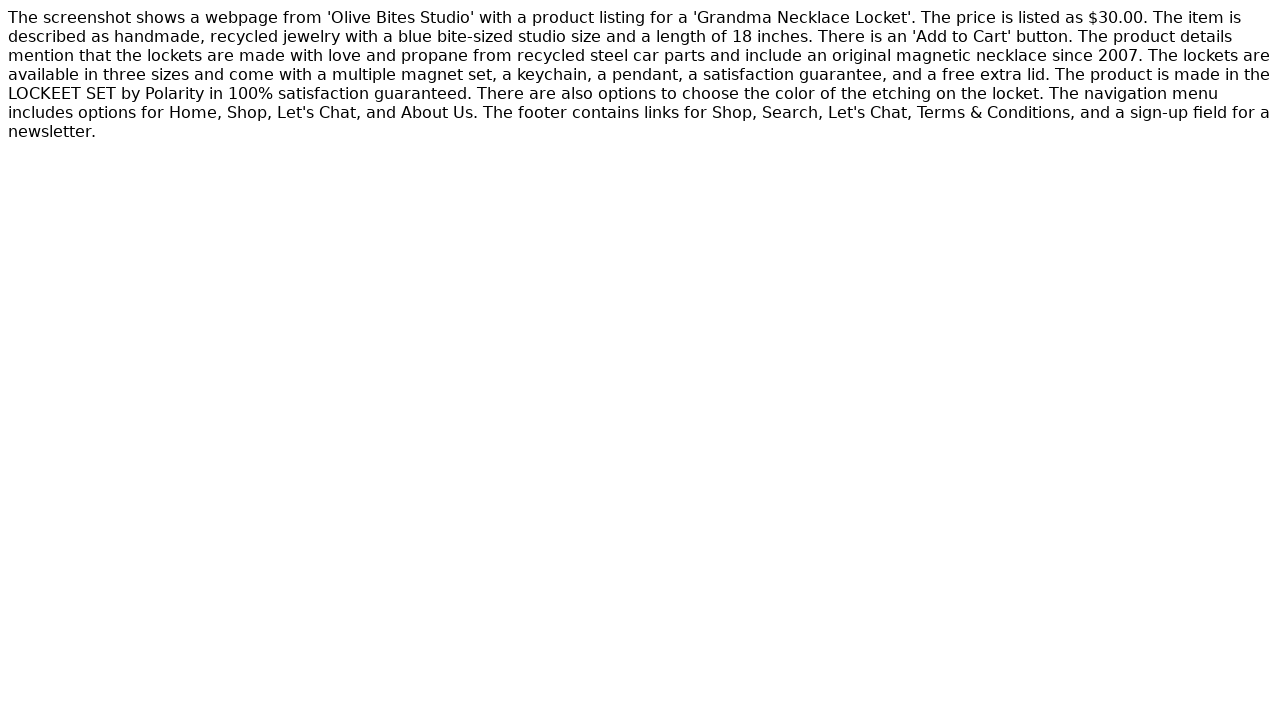 The screenshot shows a webpage from 'Olive Bites Studio' with a product listing for a 'Grandma Necklace Locket'. The price is listed as $30.00. The item is
described as handmade, recycled jewelry with a blue bite-sized studio size and a length of 18 inches. There is an 'Add to Cart' button. The product details
mention that the lockets are made with love and propane from recycled steel car parts and include an original magnetic necklace since 2007. The lockets are
available in three sizes and come with a multiple magnet set, a keychain, a pendant, a satisfaction guarantee, and a free extra lid. The product is made in the
LOCKEET SET by Polarity in 100% satisfaction guaranteed. There are also options to choose the color of the etching on the locket. The navigation menu
includes options for Home, Shop, Let's Chat, and About Us. The footer contains links for Shop, Search, Let's Chat, Terms & Conditions, and a sign-up field for a
newsletter.